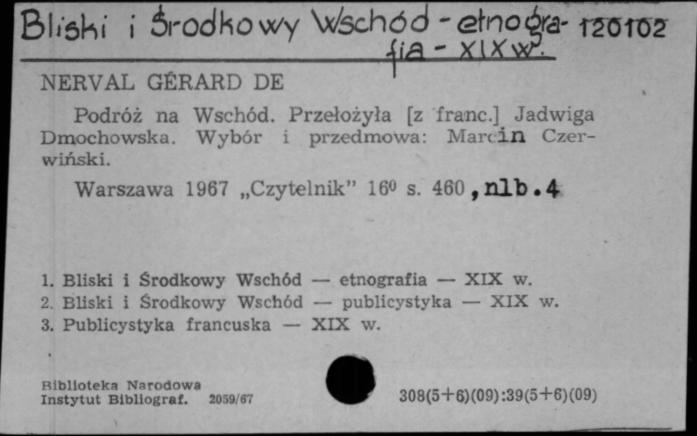 Bliski i Środkowy Wschód - etnogra- 120102
fia - XIX w.
NERVAL GÉRARD DE
Podróż na Wschód. Przełożyła [z franc.] Jadwiga
Dmochowska. Wybór i przedmowa: Marcin Czer-
wiński.
Warszawa 1967 „Czytelnik” 16⁰ s. 460, nlb. 4
1. Bliski i Środkowy Wschód — etnografia — XIX w.
2. Bliski i Środkowy Wschód — publicystyka — XIX w.
3. Publicystyka francuska — XIX w.
Biblioteka Narodowa
Instytut Bibliograf. 2059/67 308(5+6)(09):39(5+6)(09)